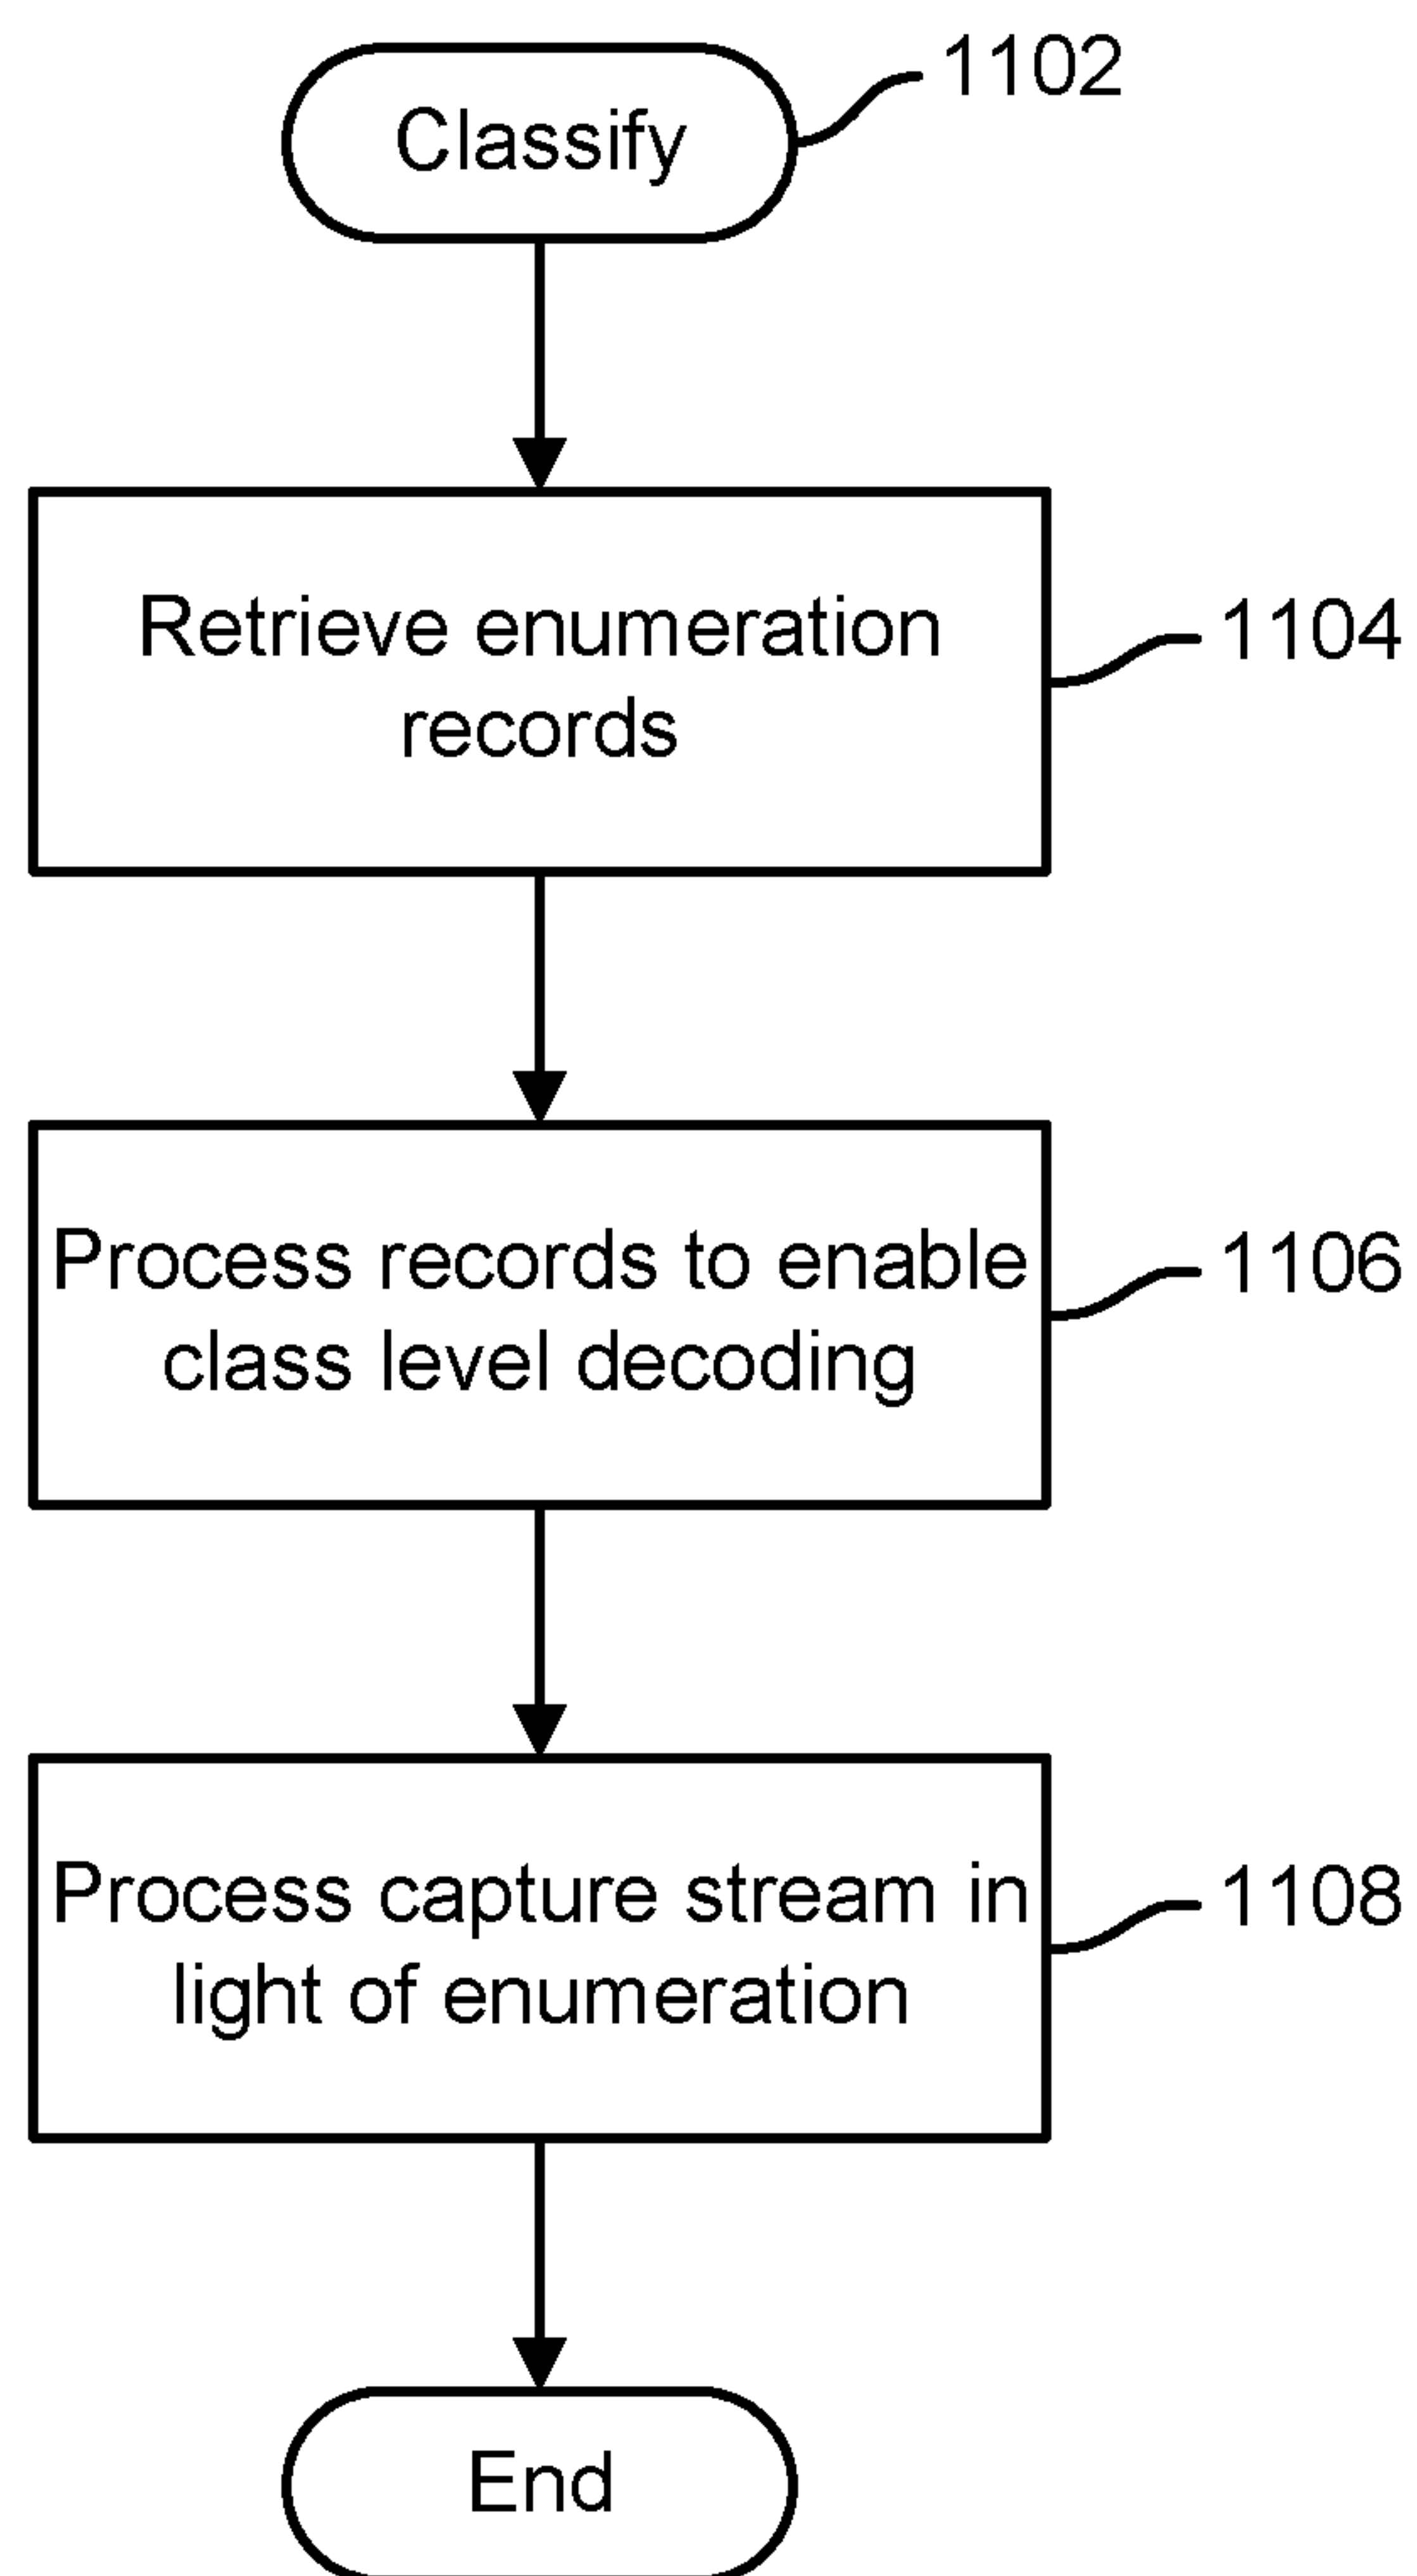 Classify
1102
Retrieve enumeration
records
1104
Process records to enable
class level decoding
1106
Process capture stream in
light of enumeration
1108
End